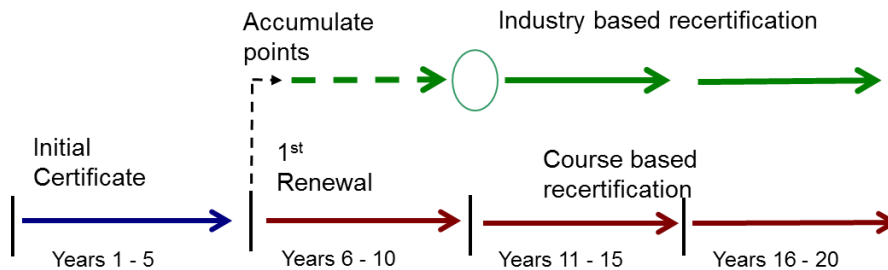 Accumulate
points
Industry based recertification
Initial
Certificate
1st
Renewal
Course based
recertification
Years 1 - 5
Years 6 - 10
Years 11 - 15
Years 16 - 20